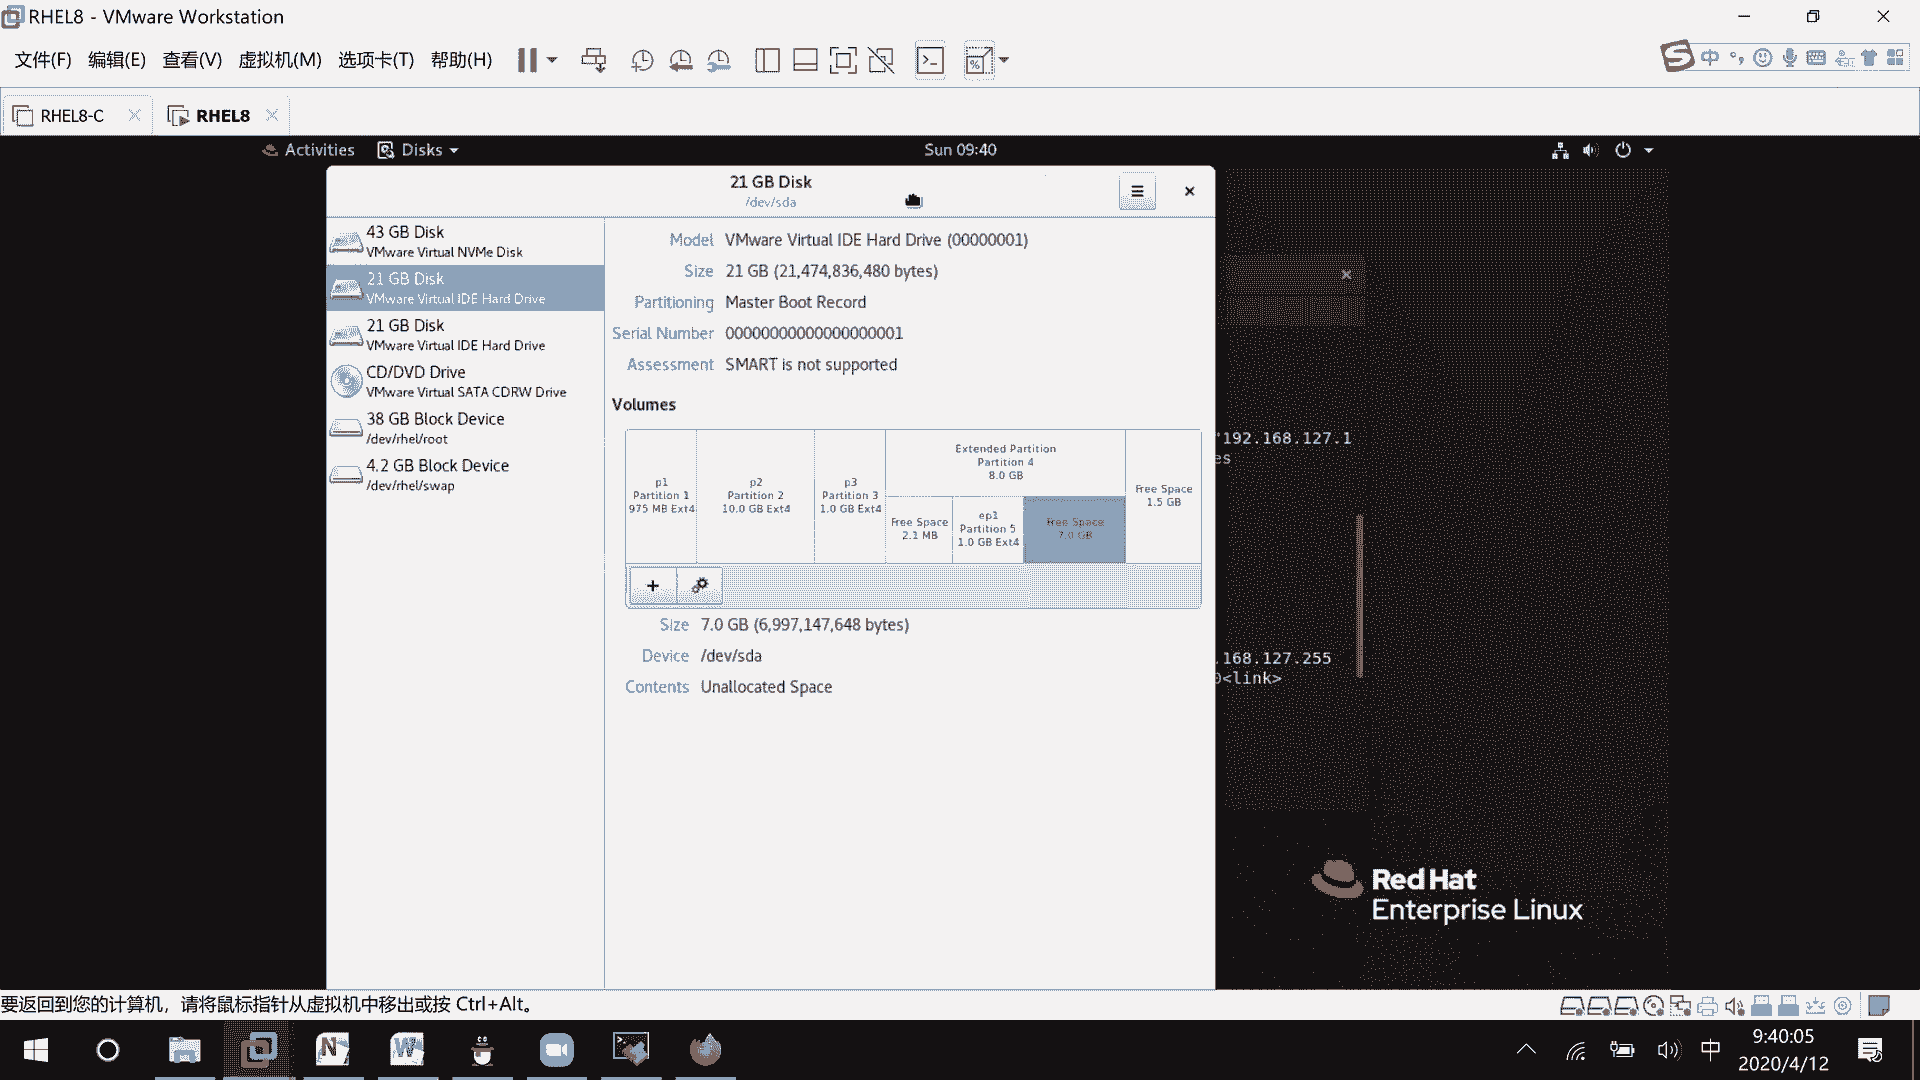 RHEL8 - VMware Workstation
文件(F) 编辑(E) 查看(V) 虚拟机(M) 选项卡(T) 帮助(H)
中
RHEL8-C
RHEL8
Activities
Disks
Sun 09:40
21 GB Disk
/dev/sda
43 GB Disk
VMware Virtual NVMe Disk
21 GB Disk
VMware Virtual IDE Hard Drive
21 GB Disk
VMware Virtual IDE Hard Drive
CD/DVD Drive
VMware Virtual SATA CDRW Drive
38 GB Block Device
/dev/rhel/root
4.2 GB Block Device
/dev/rhel/swap
Model VMware Virtual IDE Hard Drive (00000001)
Size 21 GB (21,474,836,480 bytes)
Partitioning Master Boot Record
Serial Number 00000000000000000001
Assessment SMART is not supported
Volumes
p1
Partition 1
975 MB Ext4
p2
Partition 2
10.0 GB Ext4
p3
Partition 3
1.0 GB Ext4
Extended Partition
Partition 4
8.0 GB
Free Space
2.1 MB
ep1
Partition 5
1.0 GB Ext4
Free Space
7.0 GB
Free Space
1.5 GB
Size 7.0 GB (6,997,147,648 bytes)
Device /dev/sda
Contents Unallocated Space
192.168.127.1
es
.168.127.255
<link>
Red Hat
Enterprise Linux
要返回到您的计算机，请将鼠标指针从虚拟机中移出或按 Ctrl+Alt。
中
9:40:05
2020/4/12